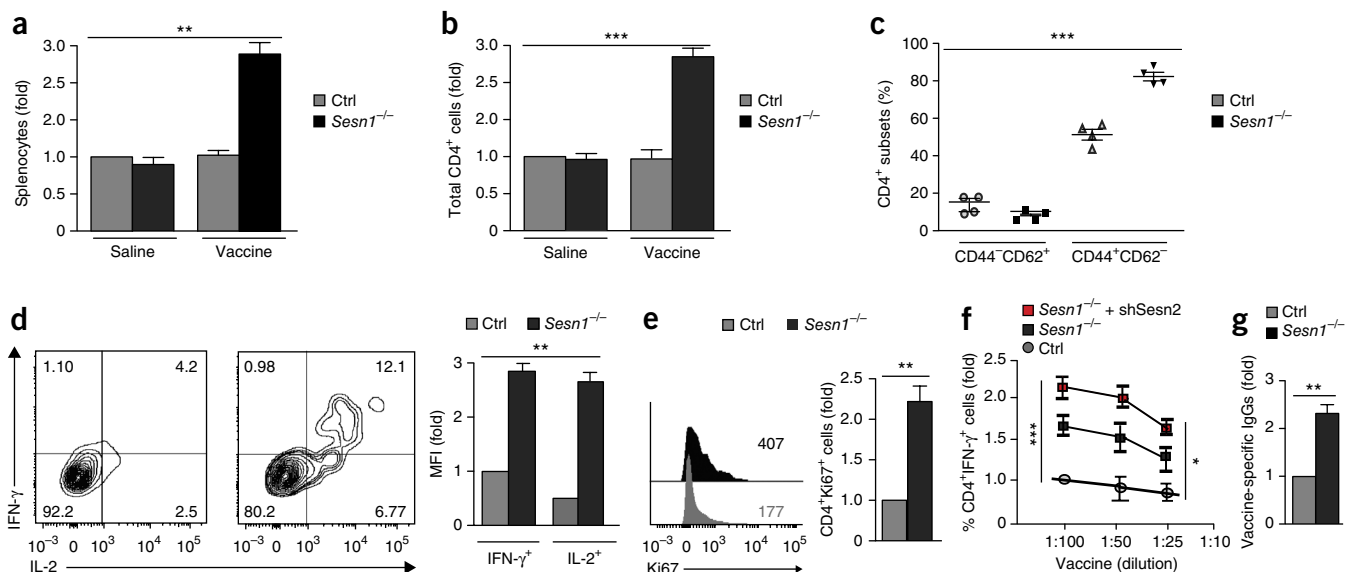 a
**
Splenocytes (fold)
3.0
2.5
2.0
1.5
1.0
0.5
0
Saline
Vaccine
Ctrl
Sesn1–/–
b
***
Total CD4+ cells (fold)
3.0
2.5
2.0
1.5
1.0
0.5
0
Saline
Vaccine
Ctrl
Sesn1–/–
c
***
CD4+ subsets (%)
100
80
60
40
20
0
CD44–CD62+
CD44+CD62–
Ctrl
Sesn1–/–
d
IFN-γ
1.10
4.2
92.2
2.5
10–3
0
10³
10⁴
10⁵
0.98
12.1
80.2
6.77
10–3
0
10³
10⁴
10⁵
IL-2
Ctrl
Sesn1–/–
**
MFI (fold)
3
2
1
0
IFN-γ+
IL-2+
e
Ctrl
Sesn1–/–
407
177
10–3
0
10³
10⁴
10⁵
Ki67
**
CD4+Ki67+ cells (fold)
2.5
2.0
1.5
1.0
0
f
Sesn1–/– + shSesn2
Sesn1–/–
Ctrl
% CD4+IFN-γ+ cells (fold)
2.5
2.0
1.5
1.0
0.5
0
***
*
1:100
1:50
1:25
1:10
Vaccine (dilution)
g
Ctrl
Sesn1–/–
**
Vaccine-specific IgGs (fold)
3
2
1
0